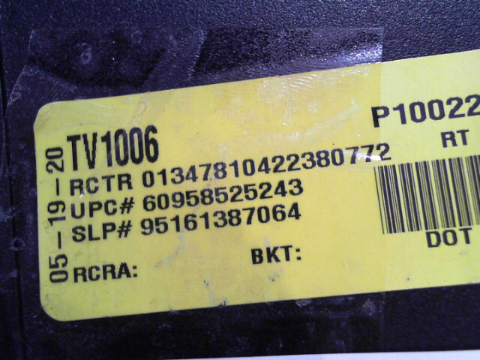 05-19-20
TV1006
RCTR 01347810422380772
UPC# 60958525243
SLP# 95161387064
RCRA:
BKT:
P10022
RT
DOT